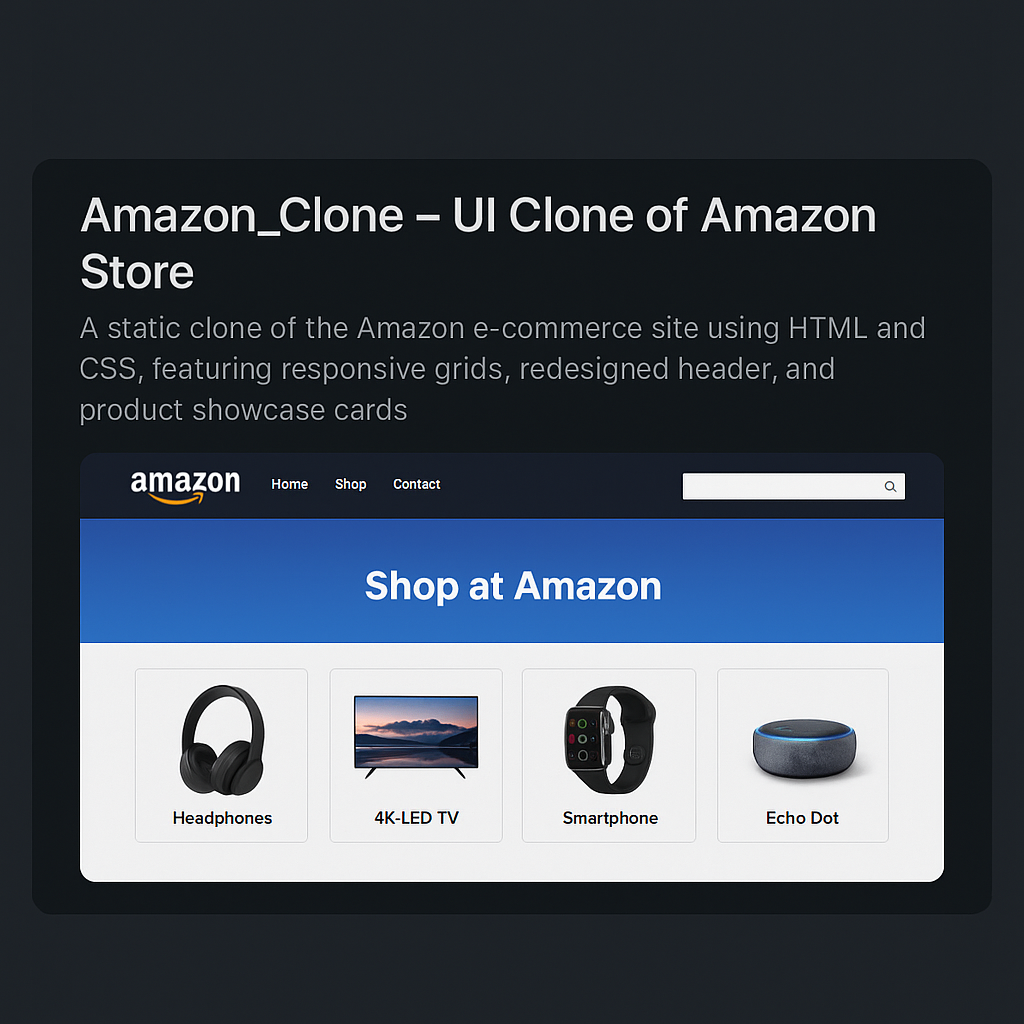 Amazon_Clone – UI Clone of Amazon
Store
A static clone of the Amazon e-commerce site using HTML and
CSS, featuring responsive grids, redesigned header, and
product showcase cards
amazon Home Shop Contact
Shop at Amazon
Headphones 4K-LED TV Smartphone Echo Dot